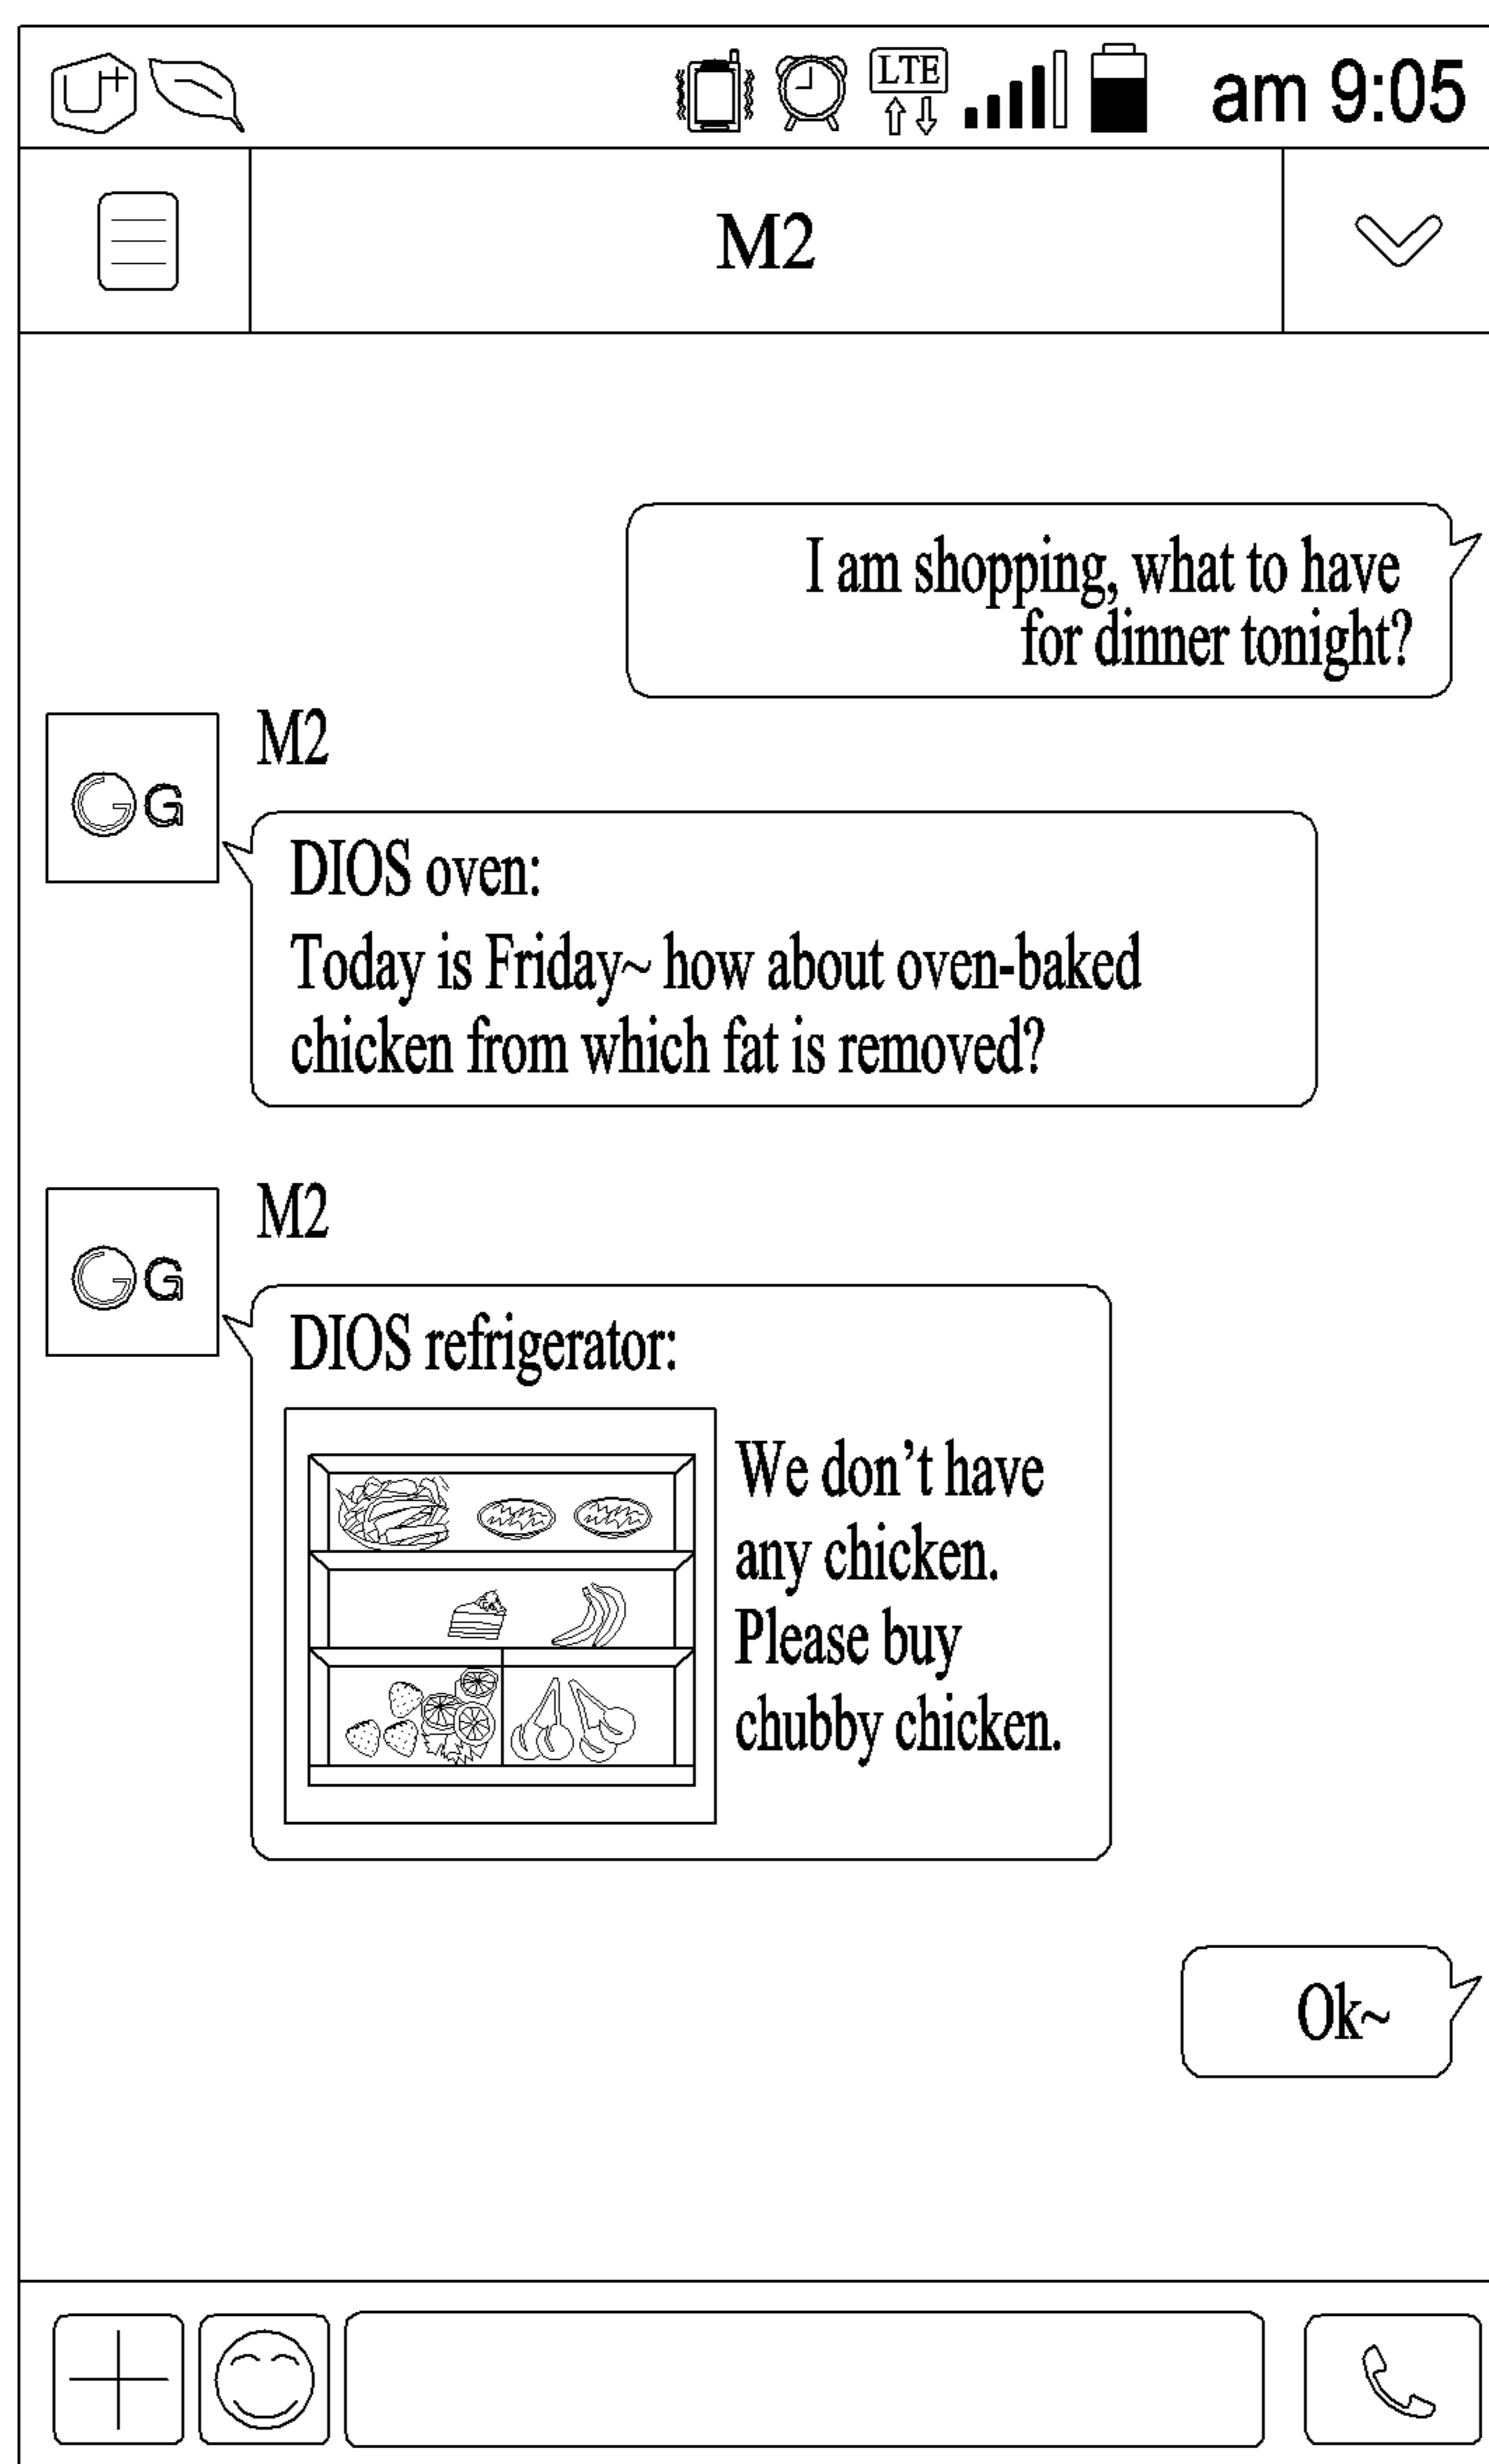 U+
LTE
am 9:05
M2
I am shopping, what to have
for dinner tonight?
M2
G G
DIOS oven:
Today is Friday~ how about oven-baked
chicken from which fat is removed?
M2
G G
DIOS refrigerator:
We don't have
any chicken.
Please buy
chubby chicken.
Ok~